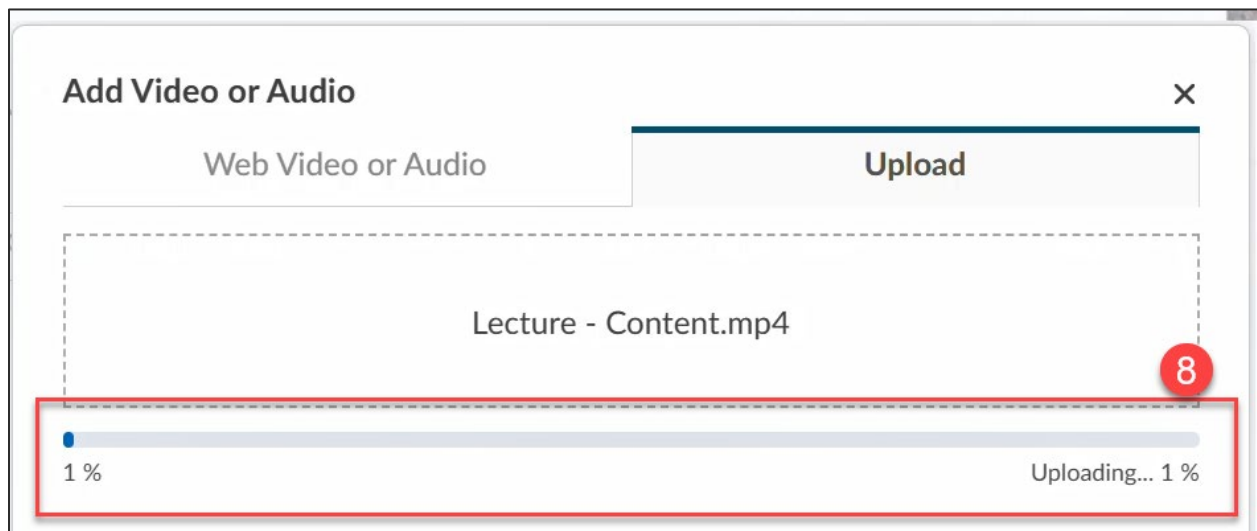 Add Video or Audio
Web Video or Audio Upload
Lecture - Content.mp4
8
1 % Uploading... 1 %